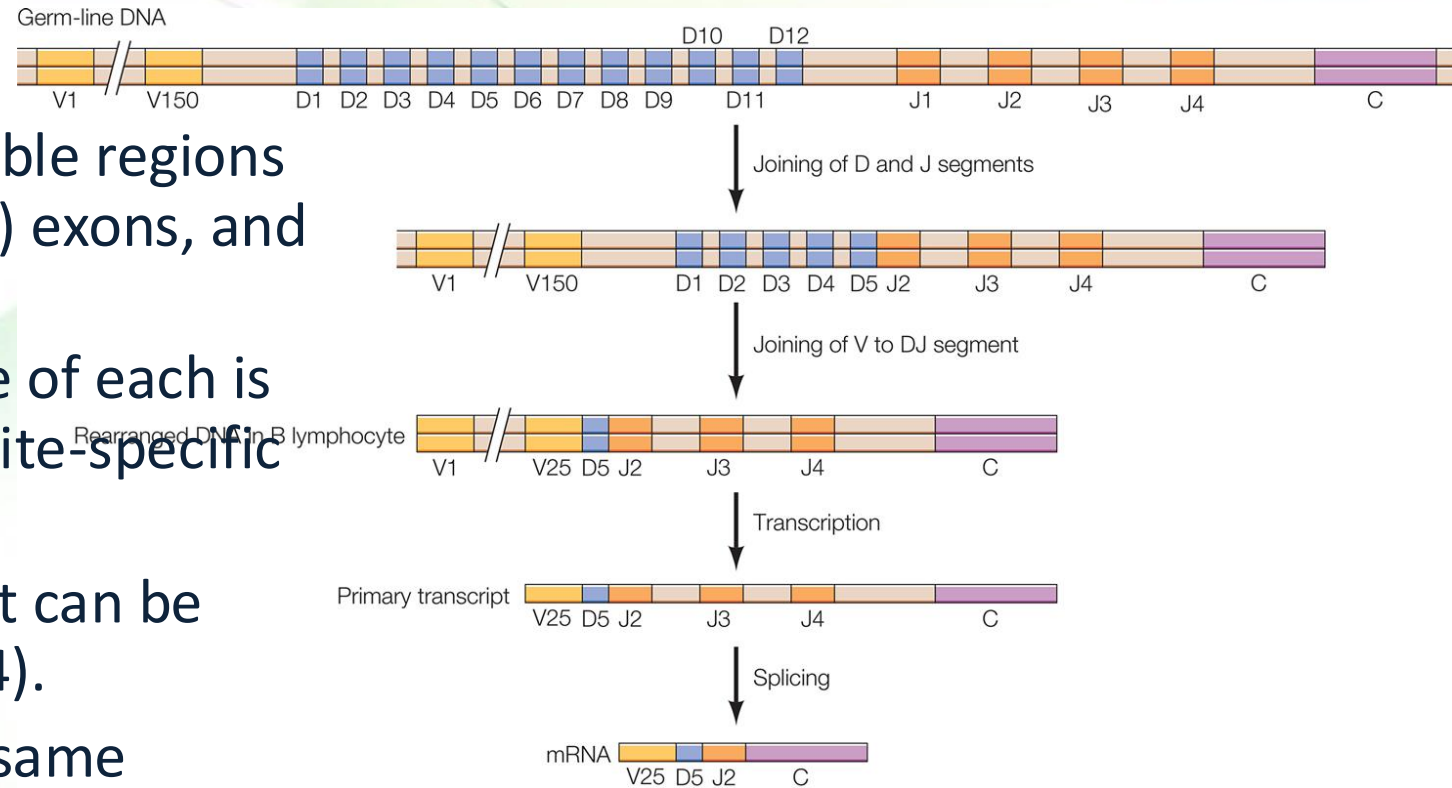 Germ-line DNA
D10 D12
V1 V150 D1 D2 D3 D4 D5 D6 D7 D8 D9 D11 J1 J2 J3 J4 C
ble regions
) exons, and
Joining of D and J segments
V1 V150 D1 D2 D3 D4 D5 J2 J3 J4 C
e of each is
ite-specific
Joining of V to DJ segment
Rearranged DNA in B lymphocyte
V1 V25 D5 J2 J3 J4 C
Transcription
t can be
4).
same
Primary transcript
V25 D5 J2 J3 J4 C
Splicing
mRNA
V25 D5 J2 C